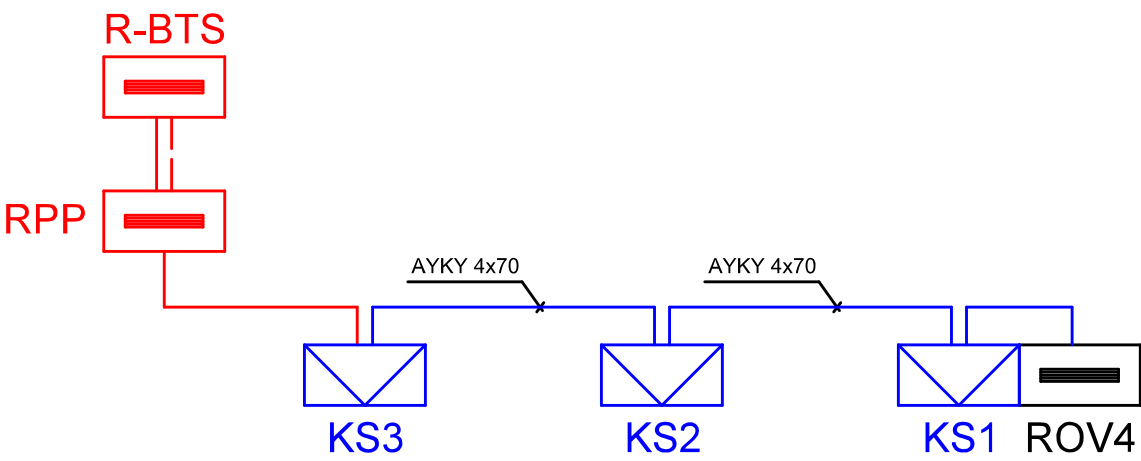 R-BTS
RPP
AYKY 4x70
AYKY 4x70
KS3
KS2
KS1
ROV4